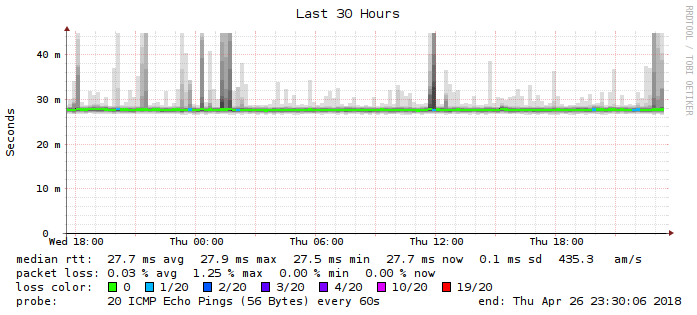 Last 30 Hours
RRDTOOL / TOBI OETIKER
Seconds
40 m
30 m
20 m
10 m
0
Wed 18:00 Thu 00:00 Thu 06:00 Thu 12:00 Thu 18:00
median rtt: 27.7 ms avg 27.9 ms max 27.5 ms min 27.7 ms now 0.1 ms sd 435.3 am/s
packet loss: 0.03 % avg 1.25 % max 0.00 % min 0.00 % now
loss color: 0 1/20 2/20 3/20 4/20 10/20 19/20
probe: 20 ICMP Echo Pings (56 Bytes) every 60s end: Thu Apr 26 23:30:06 2018